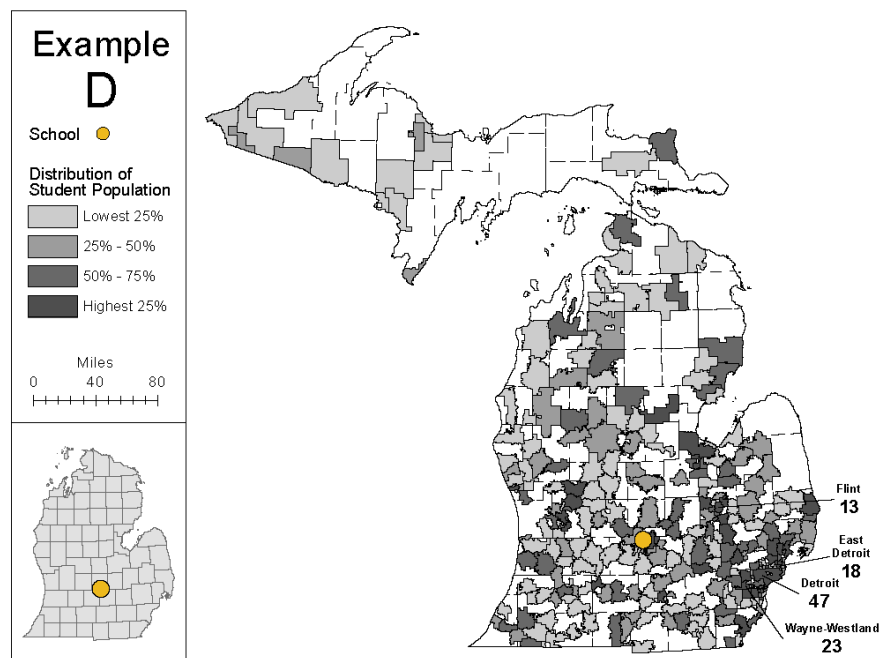 Example
D
School
Distribution of
Student Population
Lowest 25%
25% - 50%
50% - 75%
Highest 25%
Miles
0 40 80
Flint
13
East
Detroit
18
Detroit
47
Wayne-Westland
23